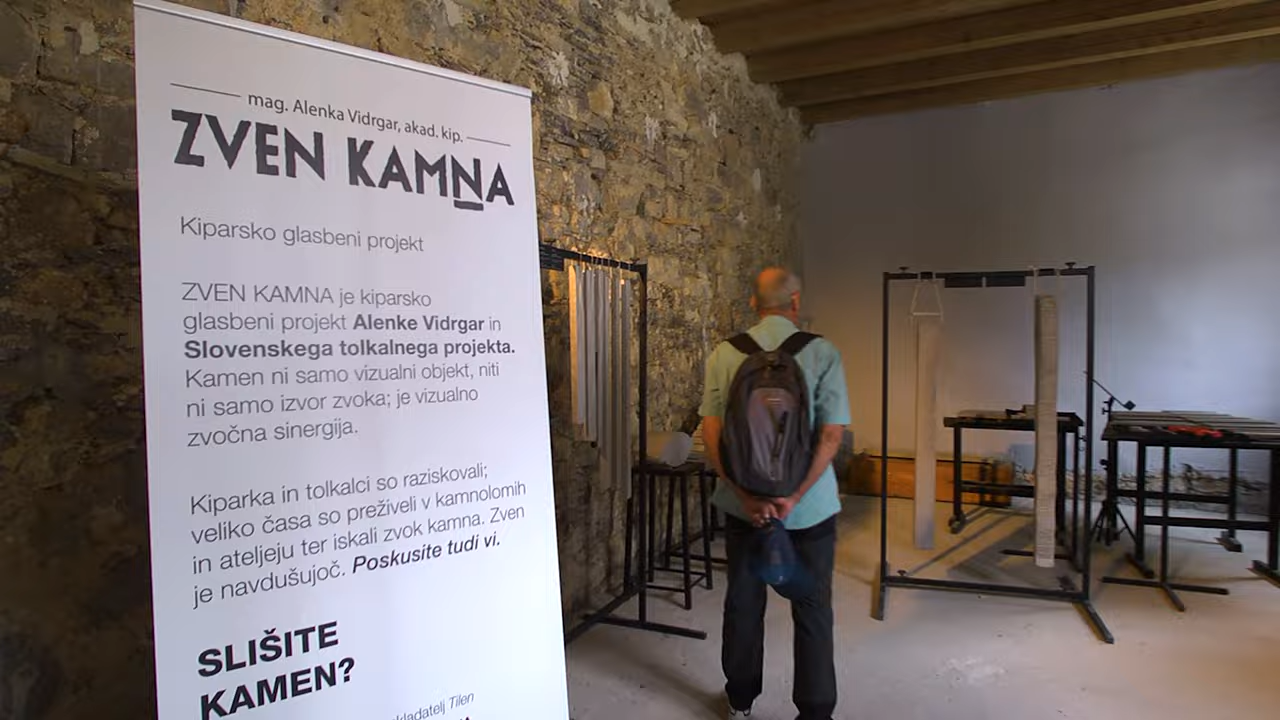 mag. Alenka Vidrgar, akad. kip.
ZVEN KAMNA
Kiparsko glasbeni projekt
ZVEN KAMNA je kiparsko
glasbeni projekt Alenke Vidrgar in
Slovenskega tolkalnega projekta.
Kamen ni samo vizualni objekt, niti
ni samo izvor zvoka; je vizualno
zvočna sinergija.
Kiparka in tolkalci so raziskovali;
veliko časa so preživeli v kamnolomih
in ateljeju ter iskali zvok kamna. Zven
je navdušujoč. Poskusite tudi vi.
SLIŠITE
KAMEN?
Tilen